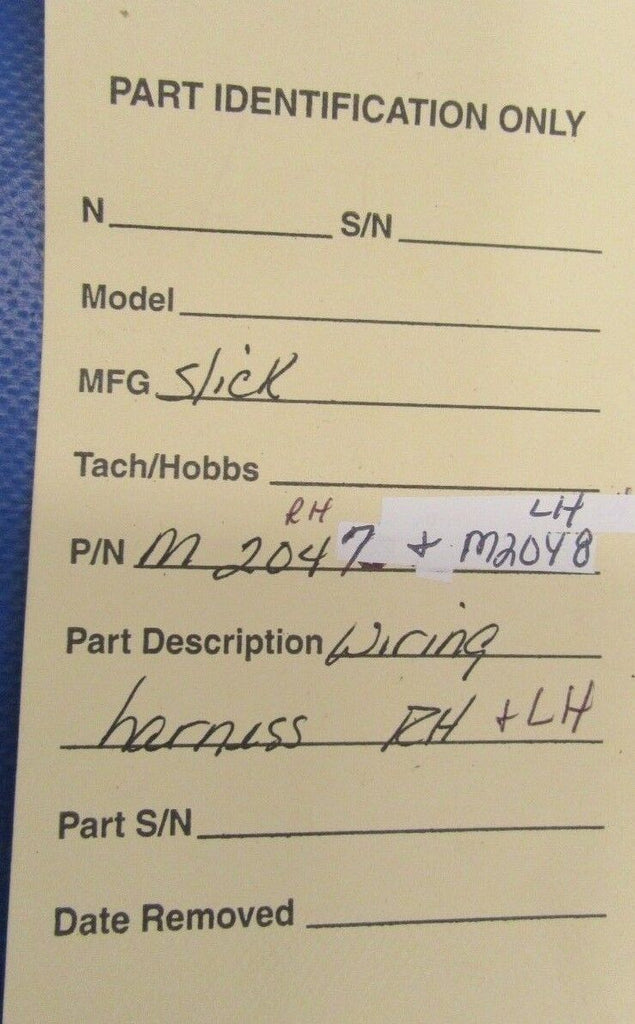 PART IDENTIFICATION ONLY
N S/N
Model
MFG Slick
Tach/Hobbs
RH LH
P/N M 2047 + M2048
Part Description Wiring
harness RH + LH
Part S/N
Date Removed